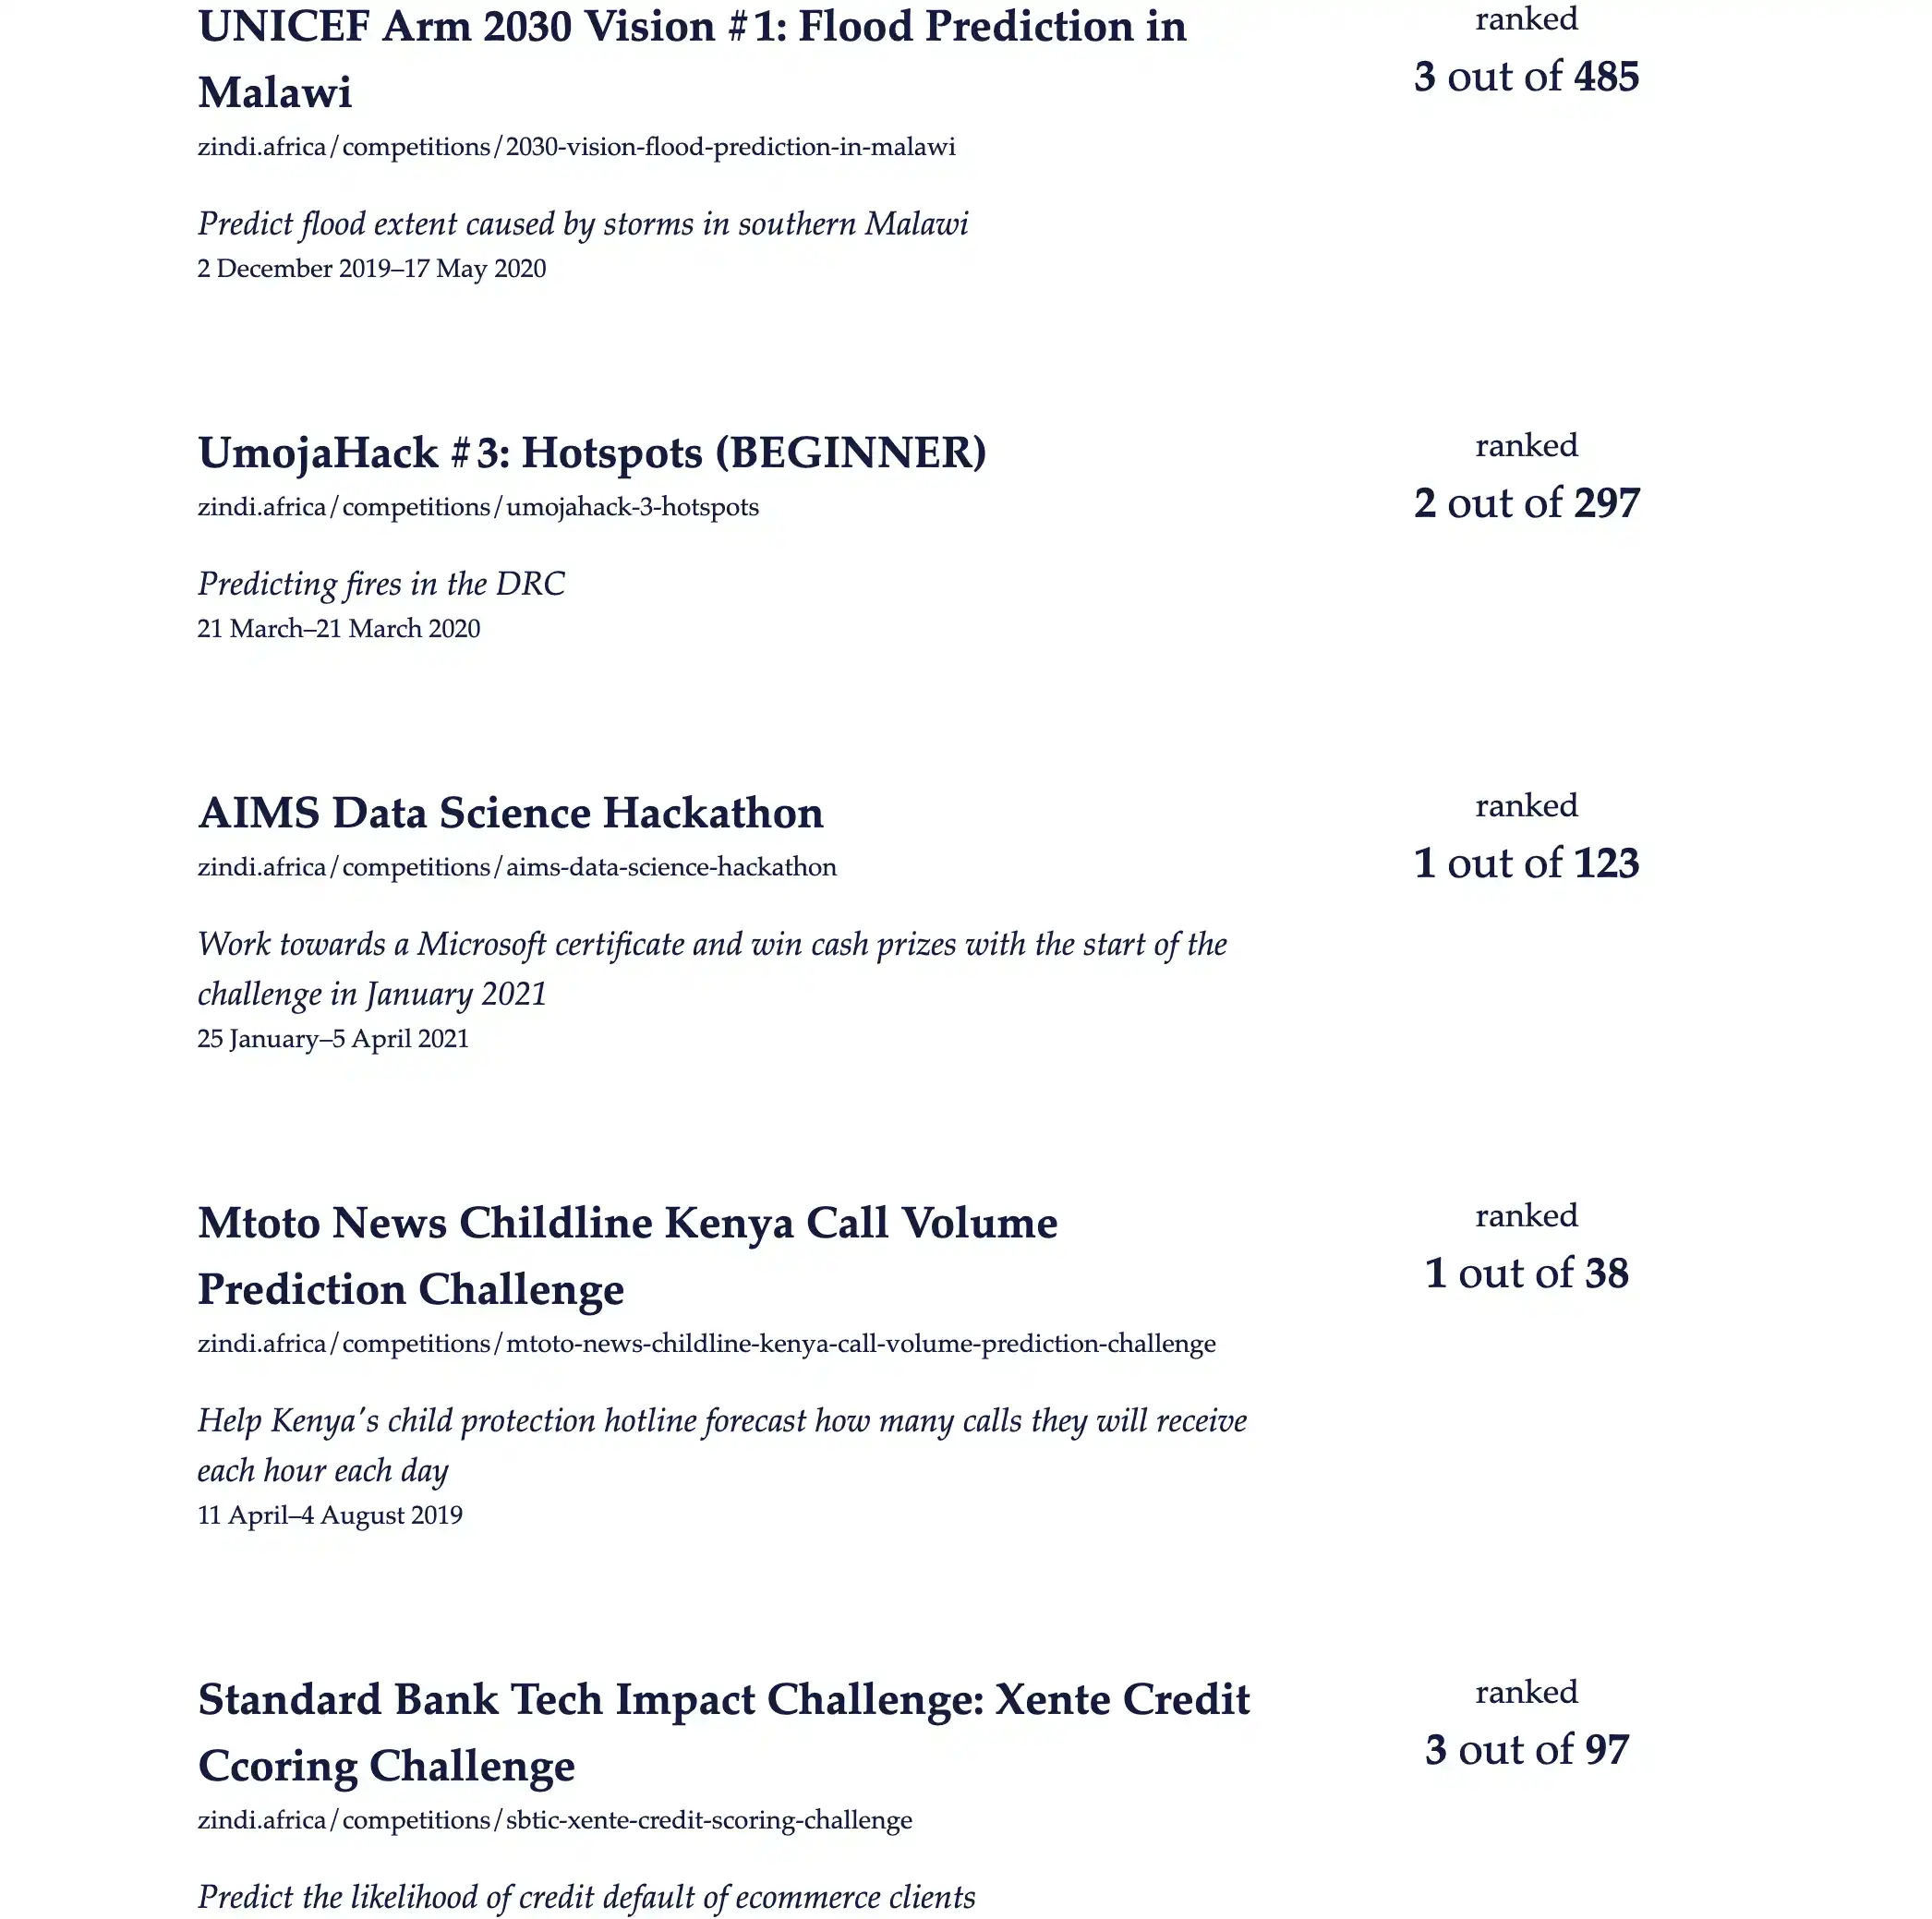 UNICEF Arm 2030 Vision #1: Flood Prediction in
Malawi
zindi.africa/competitions/2030-vision-flood-prediction-in-malawi
Predict flood extent caused by storms in southern Malawi
2 December 2019–17 May 2020
ranked
3 out of 485
UmojaHack #3: Hotspots (BEGINNER)
zindi.africa/competitions/umojahack-3-hotspots
Predicting fires in the DRC
21 March–21 March 2020
ranked
2 out of 297
AIMS Data Science Hackathon
zindi.africa/competitions/aims-data-science-hackathon
Work towards a Microsoft certificate and win cash prizes with the start of the
challenge in January 2021
25 January–5 April 2021
ranked
1 out of 123
Mtoto News Childline Kenya Call Volume
Prediction Challenge
zindi.africa/competitions/mtoto-news-childline-kenya-call-volume-prediction-challenge
Help Kenya's child protection hotline forecast how many calls they will receive
each hour each day
11 April–4 August 2019
ranked
1 out of 38
Standard Bank Tech Impact Challenge: Xente Credit
Ccoring Challenge
zindi.africa/competitions/sbtic-xente-credit-scoring-challenge
Predict the likelihood of credit default of ecommerce clients
ranked
3 out of 97